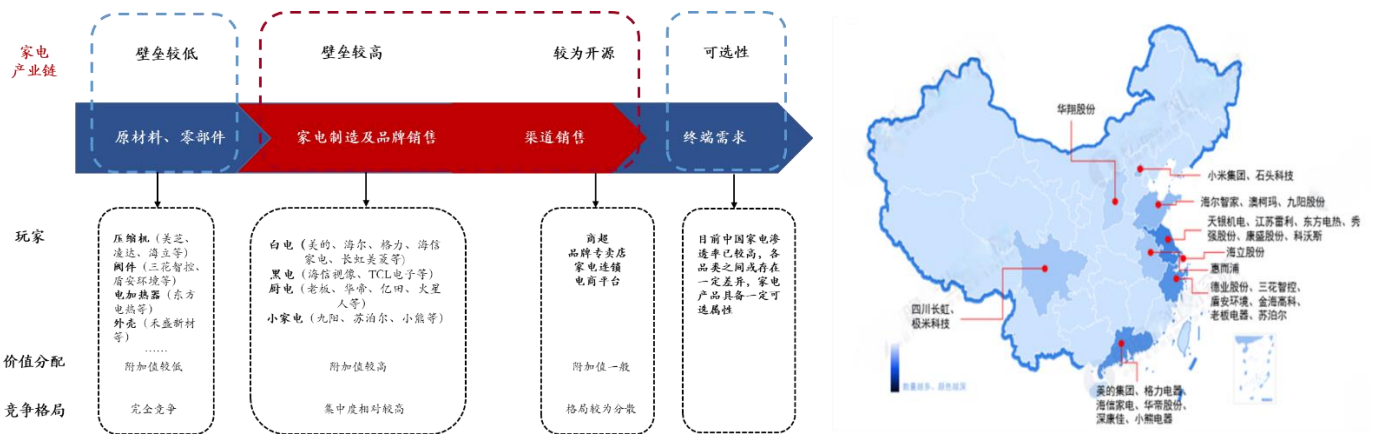 家电
产业链
壁垒较低
壁垒较高
较为开源
可选性
原材料、零部件
家电制造及品牌销售
渠道销售
终端需求
玩家
压缩机（美芝、
凌达、海立等）
阀件（三花智控、
盾安环境等）
电加热器（东方
电热等）
外壳（禾盛新材
等）
……
白电（美的、海尔、格力、海信
家电、长虹美菱等）
黑电（海信视像、TCL电子等）
厨电（老板、华帝、亿田、火星
人等）
小家电（九阳、苏泊尔、小熊等）
商超
品牌专卖店
家电连锁
电商平台
目前中国家电渗
透率已较高，各
品类之间或存在
一定差异，家电
产品具备一定可
选属性
价值分配
附加值较低
附加值较高
附加值一般
竞争格局
完全竞争
集中度相对较高
格局较为分散
华翔股份
小米集团、石头科技
海尔智家、澳柯玛、九阳股份
天银机电、江苏雷利、东方电热、秀
强股份、康盛股份、科沃斯
海立股份
惠而浦
德业股份、三花智控、
盾安环境、金海高科、
老板电器、苏泊尔
四川长虹、
极米科技
美的集团、格力电器、
海信家电、华帝股份、
深康佳、小熊电器
数量越多，颜色越深